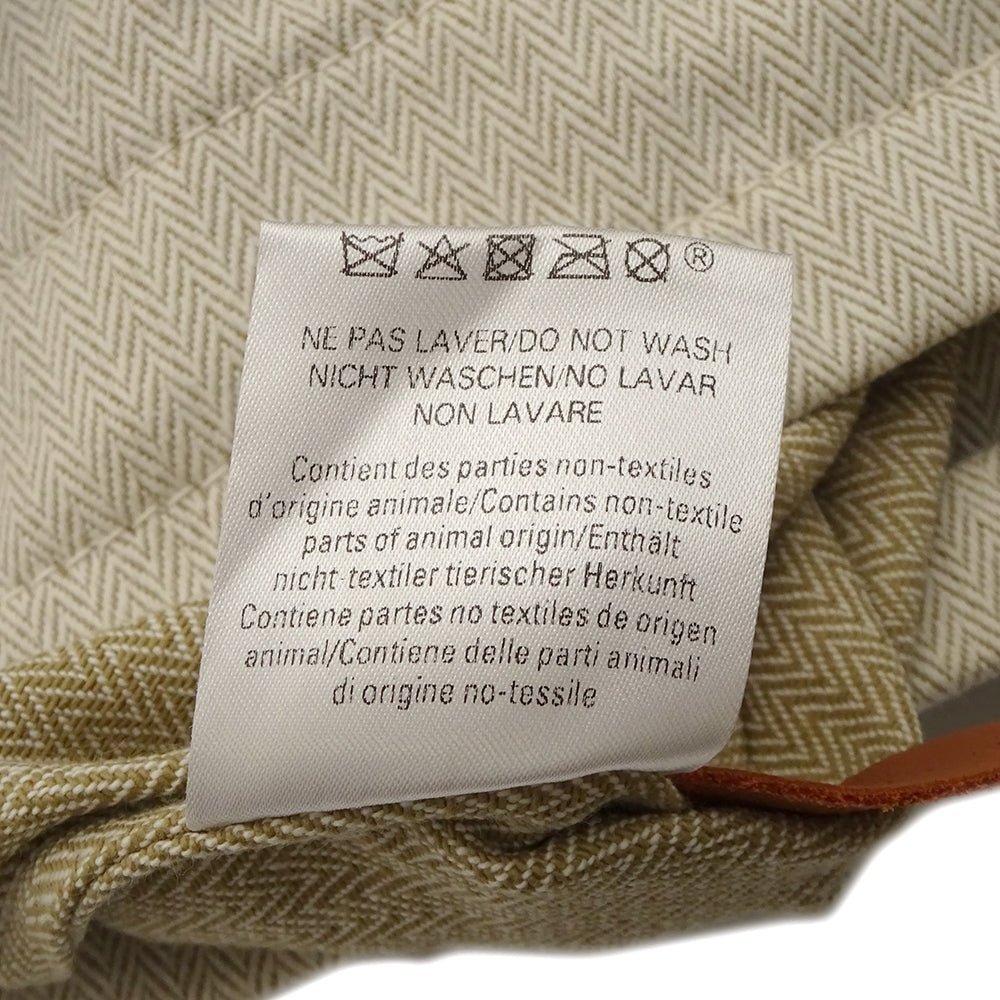 ®
NE PAS LAVER/DO NOT WASH
NICHT WASCHEN/NO LAVAR
NON LAVARE
Contient des parties non-textiles
d'origine animale/Contains non-textile
parts of animal origin/Enthält
nicht-textiler tierischer Herkunft
Contiene partes no textiles de origen
animal/Contiene delle parti animali
di origine no-tessile